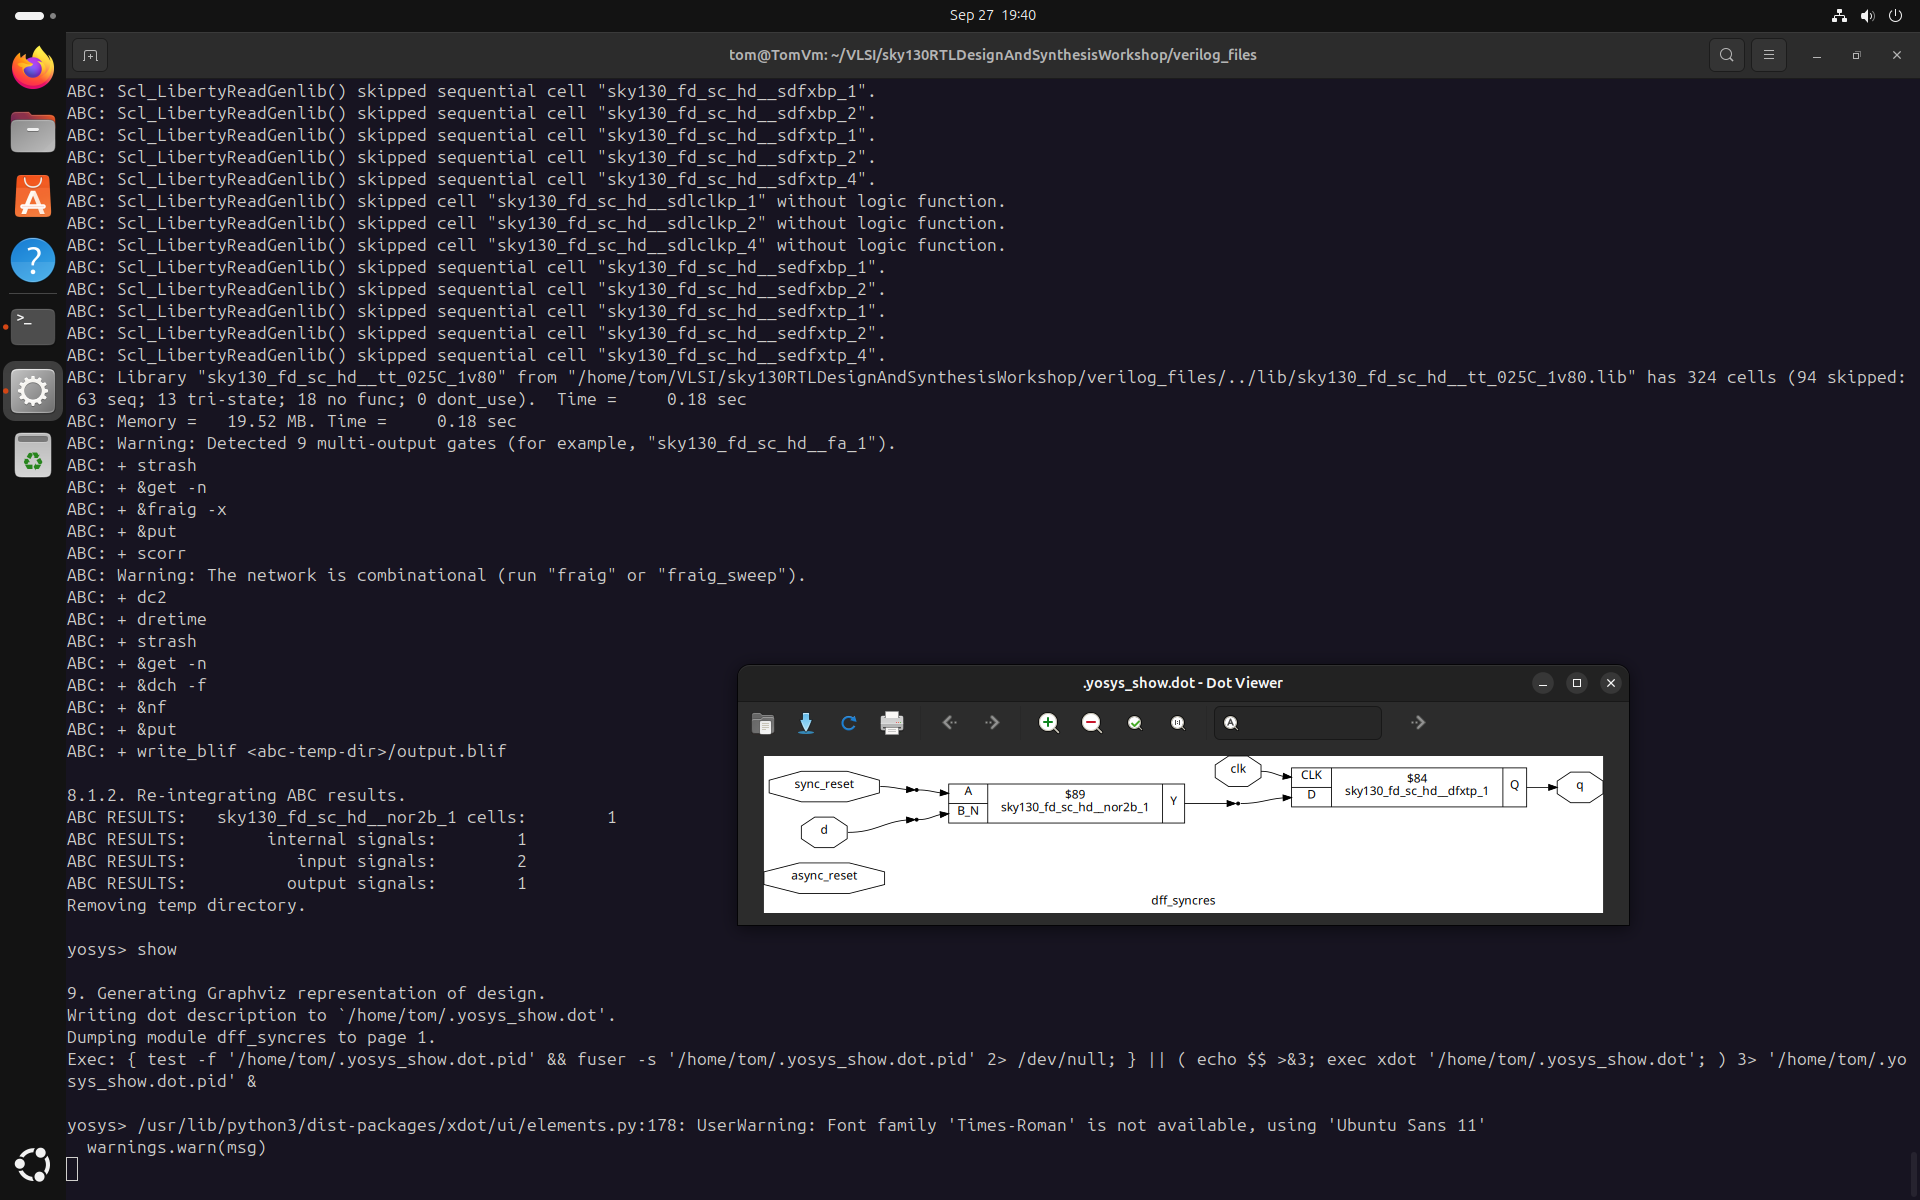 Sep 27 19:40
tom@TomVm: ~/VLSI/sky130RTLDesignAndSynthesisWorkshop/verilog_files
ABC: Scl_LibertyReadGenlib() skipped sequential cell "sky130_fd_sc_hd__sdfxbp_1".
ABC: Scl_LibertyReadGenlib() skipped sequential cell "sky130_fd_sc_hd__sdfxbp_2".
ABC: Scl_LibertyReadGenlib() skipped sequential cell "sky130_fd_sc_hd__sdfxtp_1".
ABC: Scl_LibertyReadGenlib() skipped sequential cell "sky130_fd_sc_hd__sdfxtp_2".
ABC: Scl_LibertyReadGenlib() skipped sequential cell "sky130_fd_sc_hd__sdfxtp_4".
ABC: Scl_LibertyReadGenlib() skipped cell "sky130_fd_sc_hd__sdlclkp_1" without logic function.
ABC: Scl_LibertyReadGenlib() skipped cell "sky130_fd_sc_hd__sdlclkp_2" without logic function.
ABC: Scl_LibertyReadGenlib() skipped cell "sky130_fd_sc_hd__sdlclkp_4" without logic function.
ABC: Scl_LibertyReadGenlib() skipped sequential cell "sky130_fd_sc_hd__sedfxbp_1".
ABC: Scl_LibertyReadGenlib() skipped sequential cell "sky130_fd_sc_hd__sedfxbp_2".
ABC: Scl_LibertyReadGenlib() skipped sequential cell "sky130_fd_sc_hd__sedfxtp_1".
ABC: Scl_LibertyReadGenlib() skipped sequential cell "sky130_fd_sc_hd__sedfxtp_2".
ABC: Scl_LibertyReadGenlib() skipped sequential cell "sky130_fd_sc_hd__sedfxtp_4".
ABC: Library "sky130_fd_sc_hd__tt_025C_1v80" from "/home/tom/VLSI/sky130RTLDesignAndSynthesisWorkshop/verilog_files/../lib/sky130_fd_sc_hd__tt_025C_1v80.lib" has 324 cells (94 skipped:
63 seq; 13 tri-state; 18 no func; 0 dont_use). Time = 0.18 sec
ABC: Memory = 19.52 MB. Time = 0.18 sec
ABC: Warning: Detected 9 multi-output gates (for example, "sky130_fd_sc_hd__fa_1").
ABC: + strash
ABC: + &get -n
ABC: + &fraig -x
ABC: + &put
ABC: + scorr
ABC: Warning: The network is combinational (run "fraig" or "fraig_sweep").
ABC: + dc2
ABC: + dretime
ABC: + strash
ABC: + &get -n
ABC: + &dch -f
ABC: + &nf
ABC: + &put
ABC: + write_blif <abc-temp-dir>/output.blif
8.1.2. Re-integrating ABC results.
ABC RESULTS: sky130_fd_sc_hd__nor2b_1 cells: 1
ABC RESULTS: internal signals: 1
ABC RESULTS: input signals: 2
ABC RESULTS: output signals: 1
Removing temp directory.
yosys> show
9. Generating Graphviz representation of design.
Writing dot description to `/home/tom/.yosys_show.dot'.
Dumping module dff_syncres to page 1.
Exec: { test -f '/home/tom/.yosys_show.dot.pid' && fuser -s '/home/tom/.yosys_show.dot.pid' 2> /dev/null; } || ( echo $$ >&3; exec xdot '/home/tom/.yosys_show.dot'; ) 3> '/home/tom/.yo
sys_show.dot.pid' &
yosys> /usr/lib/python3/dist-packages/xdot/ui/elements.py:178: UserWarning: Font family 'Times-Roman' is not available, using 'Ubuntu Sans 11'
warnings.warn(msg)
.yosys_show.dot - Dot Viewer
sync_reset
d
async_reset
A
B_N
$89
sky130_fd_sc_hd__nor2b_1
Y
clk
CLK
D
$84
sky130_fd_sc_hd__dfxtp_1
Q
q
dff_syncres